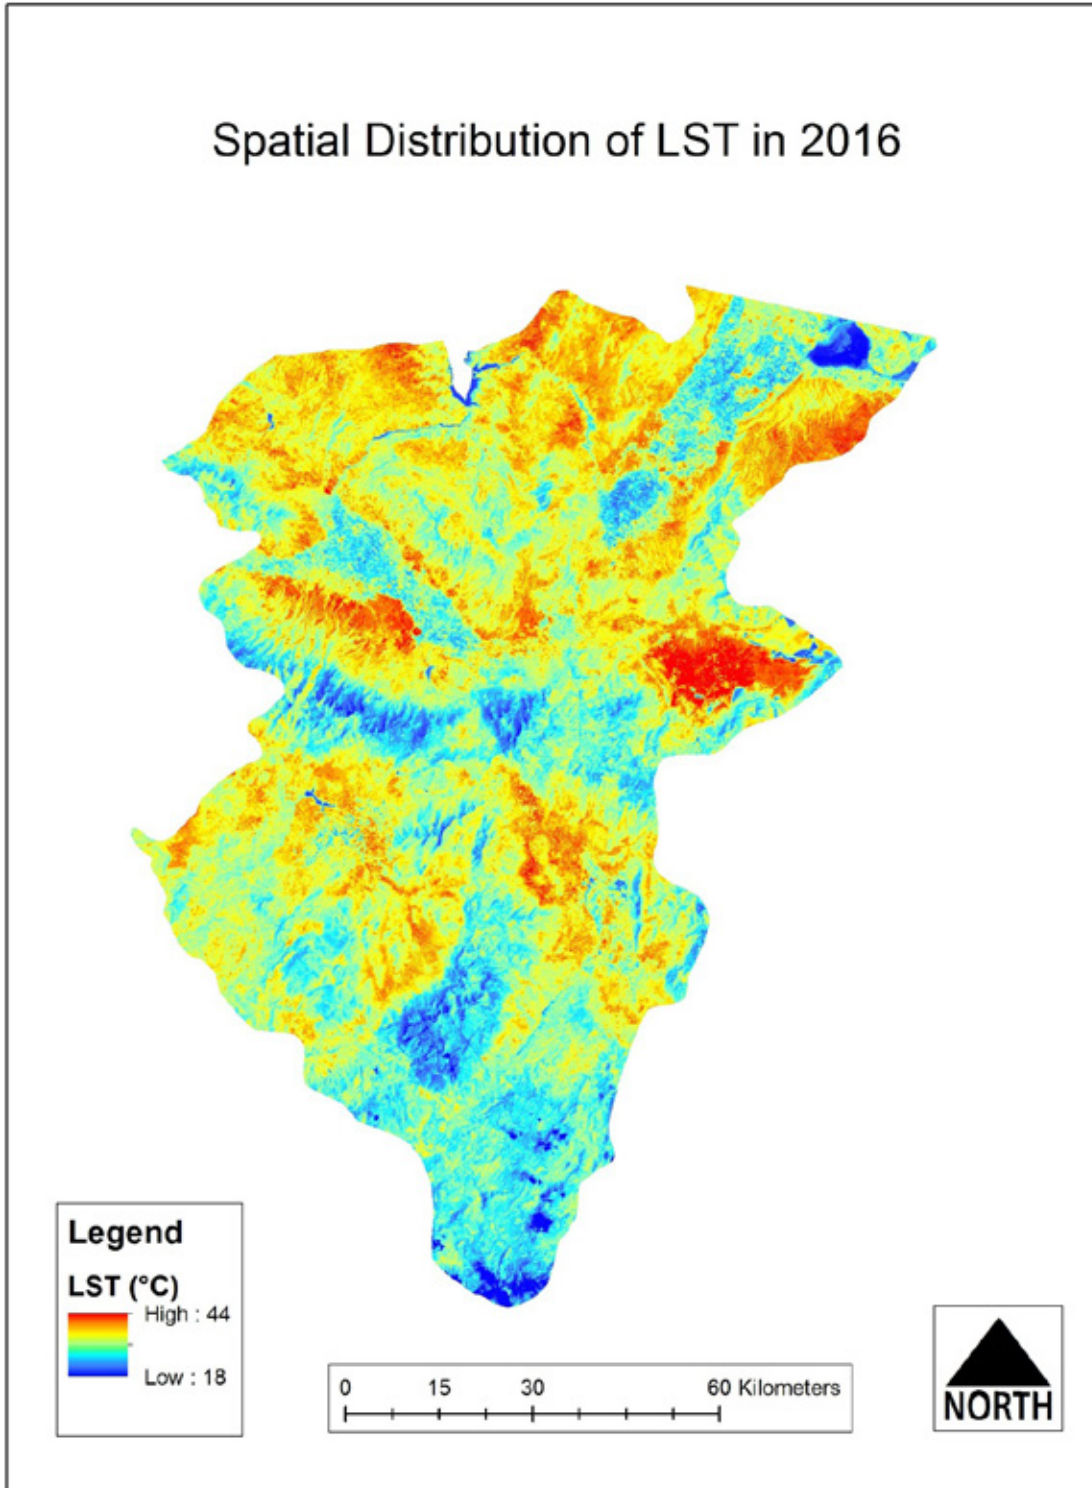 Spatial Distribution of LST in 2016
Legend
LST (°C)
High : 44
Low : 18
0 15 30 60 Kilometers
NORTH